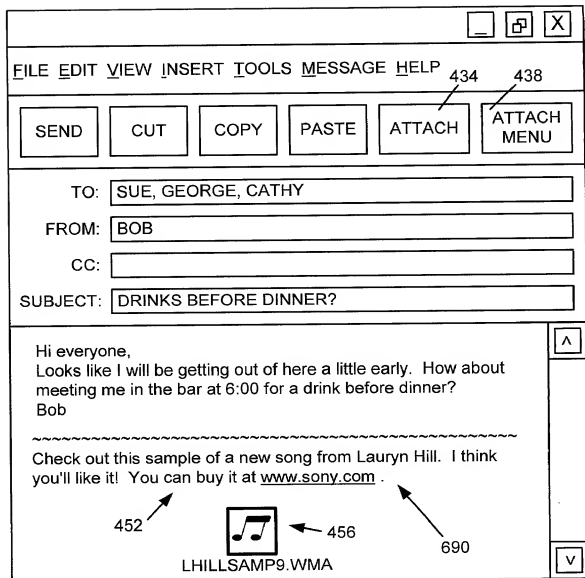 _ X
FILE EDIT VIEW INSERT TOOLS MESSAGE HELP
434 438
SEND CUT COPY PASTE ATTACH ATTACH MENU
TO: SUE, GEORGE, CATHY
FROM: BOB
CC:
SUBJECT: DRINKS BEFORE DINNER?
Hi everyone,
Looks like I will be getting out of here a little early. How about
meeting me in the bar at 6:00 for a drink before dinner?
Bob
~~~~~~~~~~~~~~~~~~~~~~~~~~~~~~~~~~~~~~~~~~~~~~~~
Check out this sample of a new song from Lauryn Hill. I think
you'll like it! You can buy it at www.sony.com .
452 456 690
LHILLSAMP9.WMA